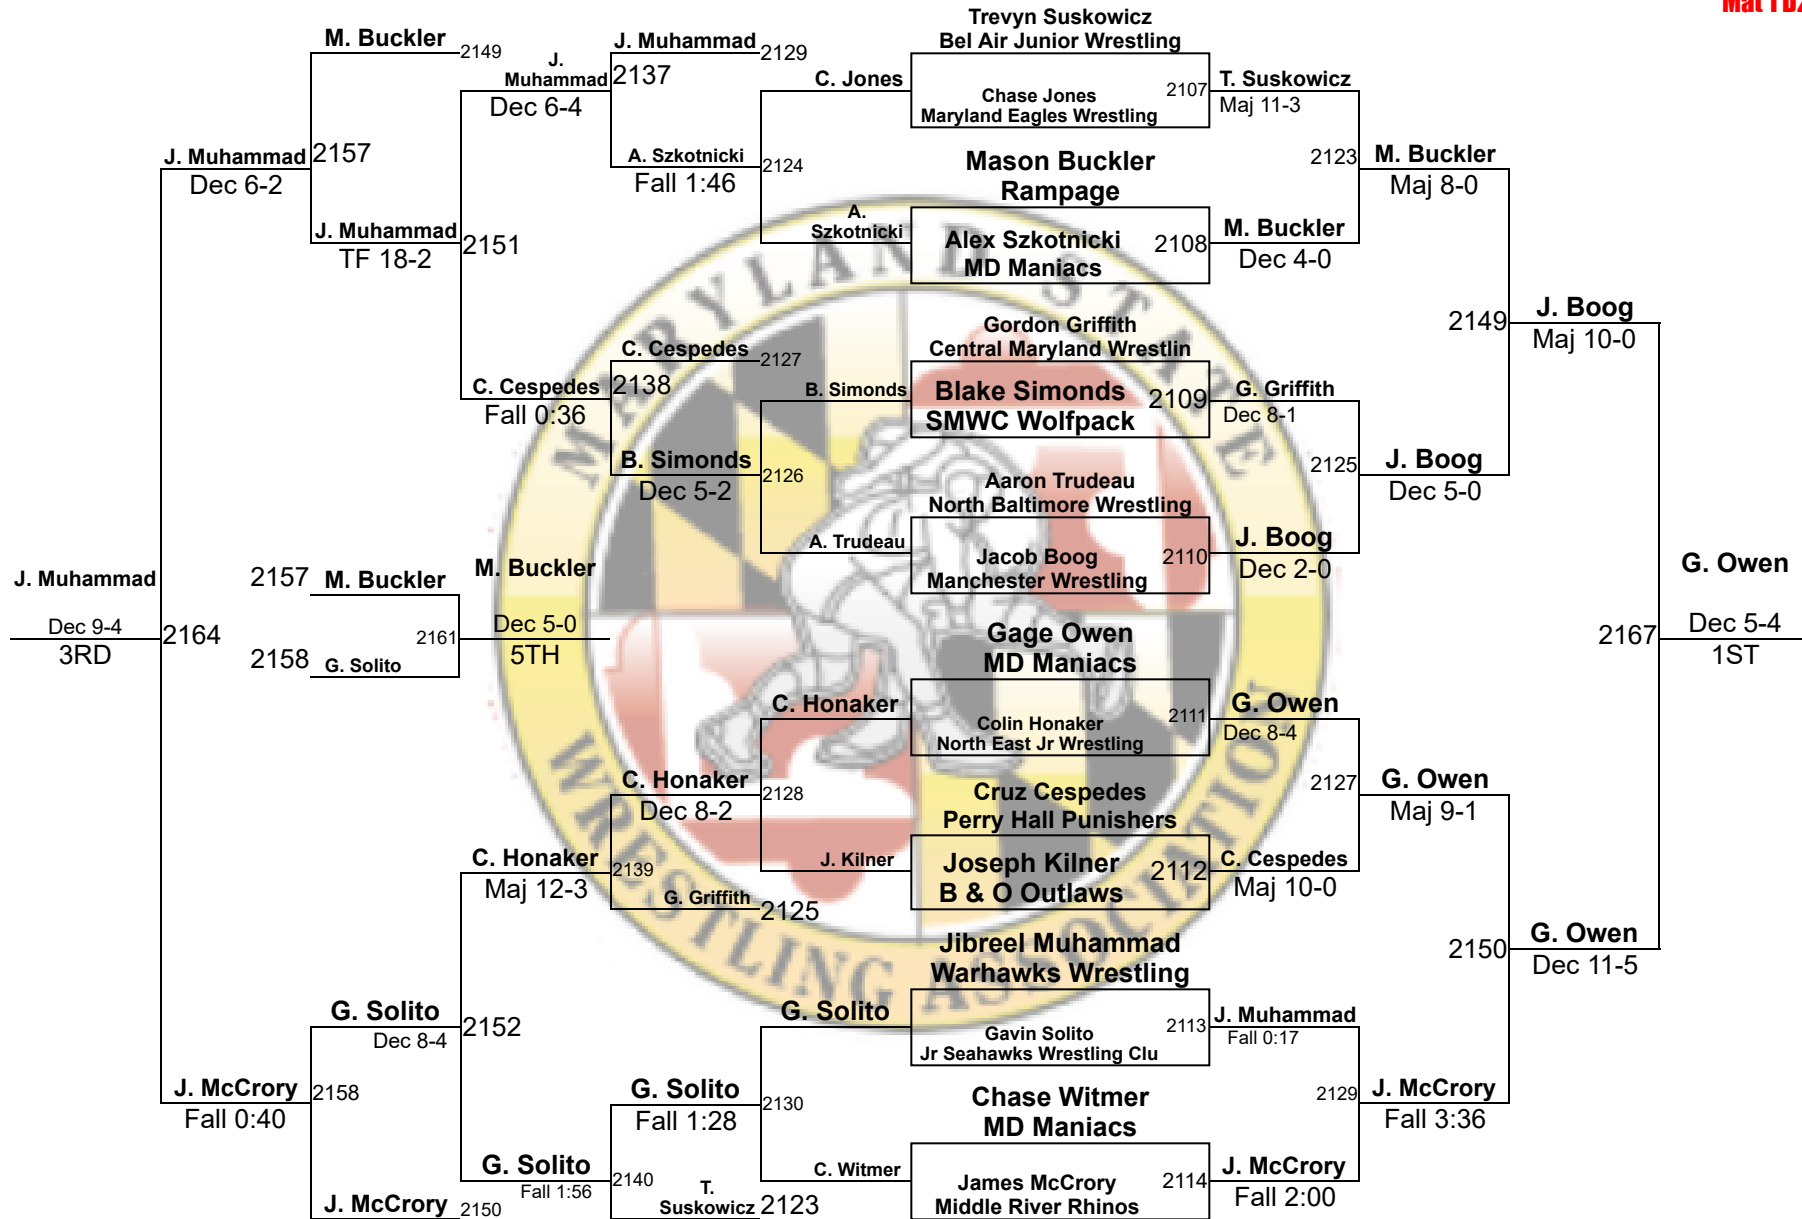 Mat TB2
Trevyn Suskowicz
Bel Air Junior Wrestling
Chase Jones
Maryland Eagles Wrestling
2107
Mason Buckler
Rampage
Alex Szkotnicki
MD Maniacs
2108
Gordon Griffith
Central Maryland Wrestlin
Blake Simonds
SMWC Wolfpack
2109
Aaron Trudeau
North Baltimore Wrestling
Jacob Boog
Manchester Wrestling
2110
Gage Owen
MD Maniacs
Colin Honaker
North East Jr Wrestling
2111
Cruz Cespedes
Perry Hall Punishers
Joseph Kilner
B & O Outlaws
2112
Jibreel Muhammad
Warhawks Wrestling
Gavin Solito
Jr Seahawks Wrestling Clu
2113
Chase Witmer
MD Maniacs
James McCrory
Middle River Rhinos
2114
T. Suskowicz
Maj 11-3
2123
M. Buckler
Dec 4-0
G. Griffith
Dec 8-1
2125
J. Boog
Dec 2-0
G. Owen
Dec 8-4
2127
C. Cespedes
Maj 10-0
J. Muhammad
Fall 0:17
2129
J. McCrory
Fall 2:00
M. Buckler
Maj 8-0
2149
J. Boog
Dec 5-0
G. Owen
Maj 9-1
2150
J. McCrory
Fall 3:36
J. Boog
Maj 10-0
2167
G. Owen
Dec 11-5
G. Owen
Dec 5-4
1ST
C. Jones
2124
A.
Szkotnicki
B. Simonds
2126
A. Trudeau
C. Honaker
2128
J. Kilner
G. Solito
2130
C. Witmer
J. Muhammad
2129
2137
A. Szkotnicki
Fall 1:46
C. Cespedes
2127
2138
B. Simonds
Dec 5-2
C. Honaker
Dec 8-2
2139
G. Griffith
2125
G. Solito
Fall 1:28
2140
T.
Suskowicz
2123
J.
Muhammad
Dec 6-4
2151
C. Cespedes
Fall 0:36
C. Honaker
Maj 12-3
2152
G. Solito
Fall 1:56
M. Buckler
2149
2157
J. Muhammad
TF 18-2
G. Solito
Dec 8-4
2158
J. McCrory
2150
J. Muhammad
Dec 6-2
2164
J. McCrory
Fall 0:40
J. Muhammad
Dec 9-4
3RD
2157
M. Buckler
2161
2158
G. Solito
M. Buckler
Dec 5-0
5TH
MARYLAND STATE
WRESTLING ASSOCIATION